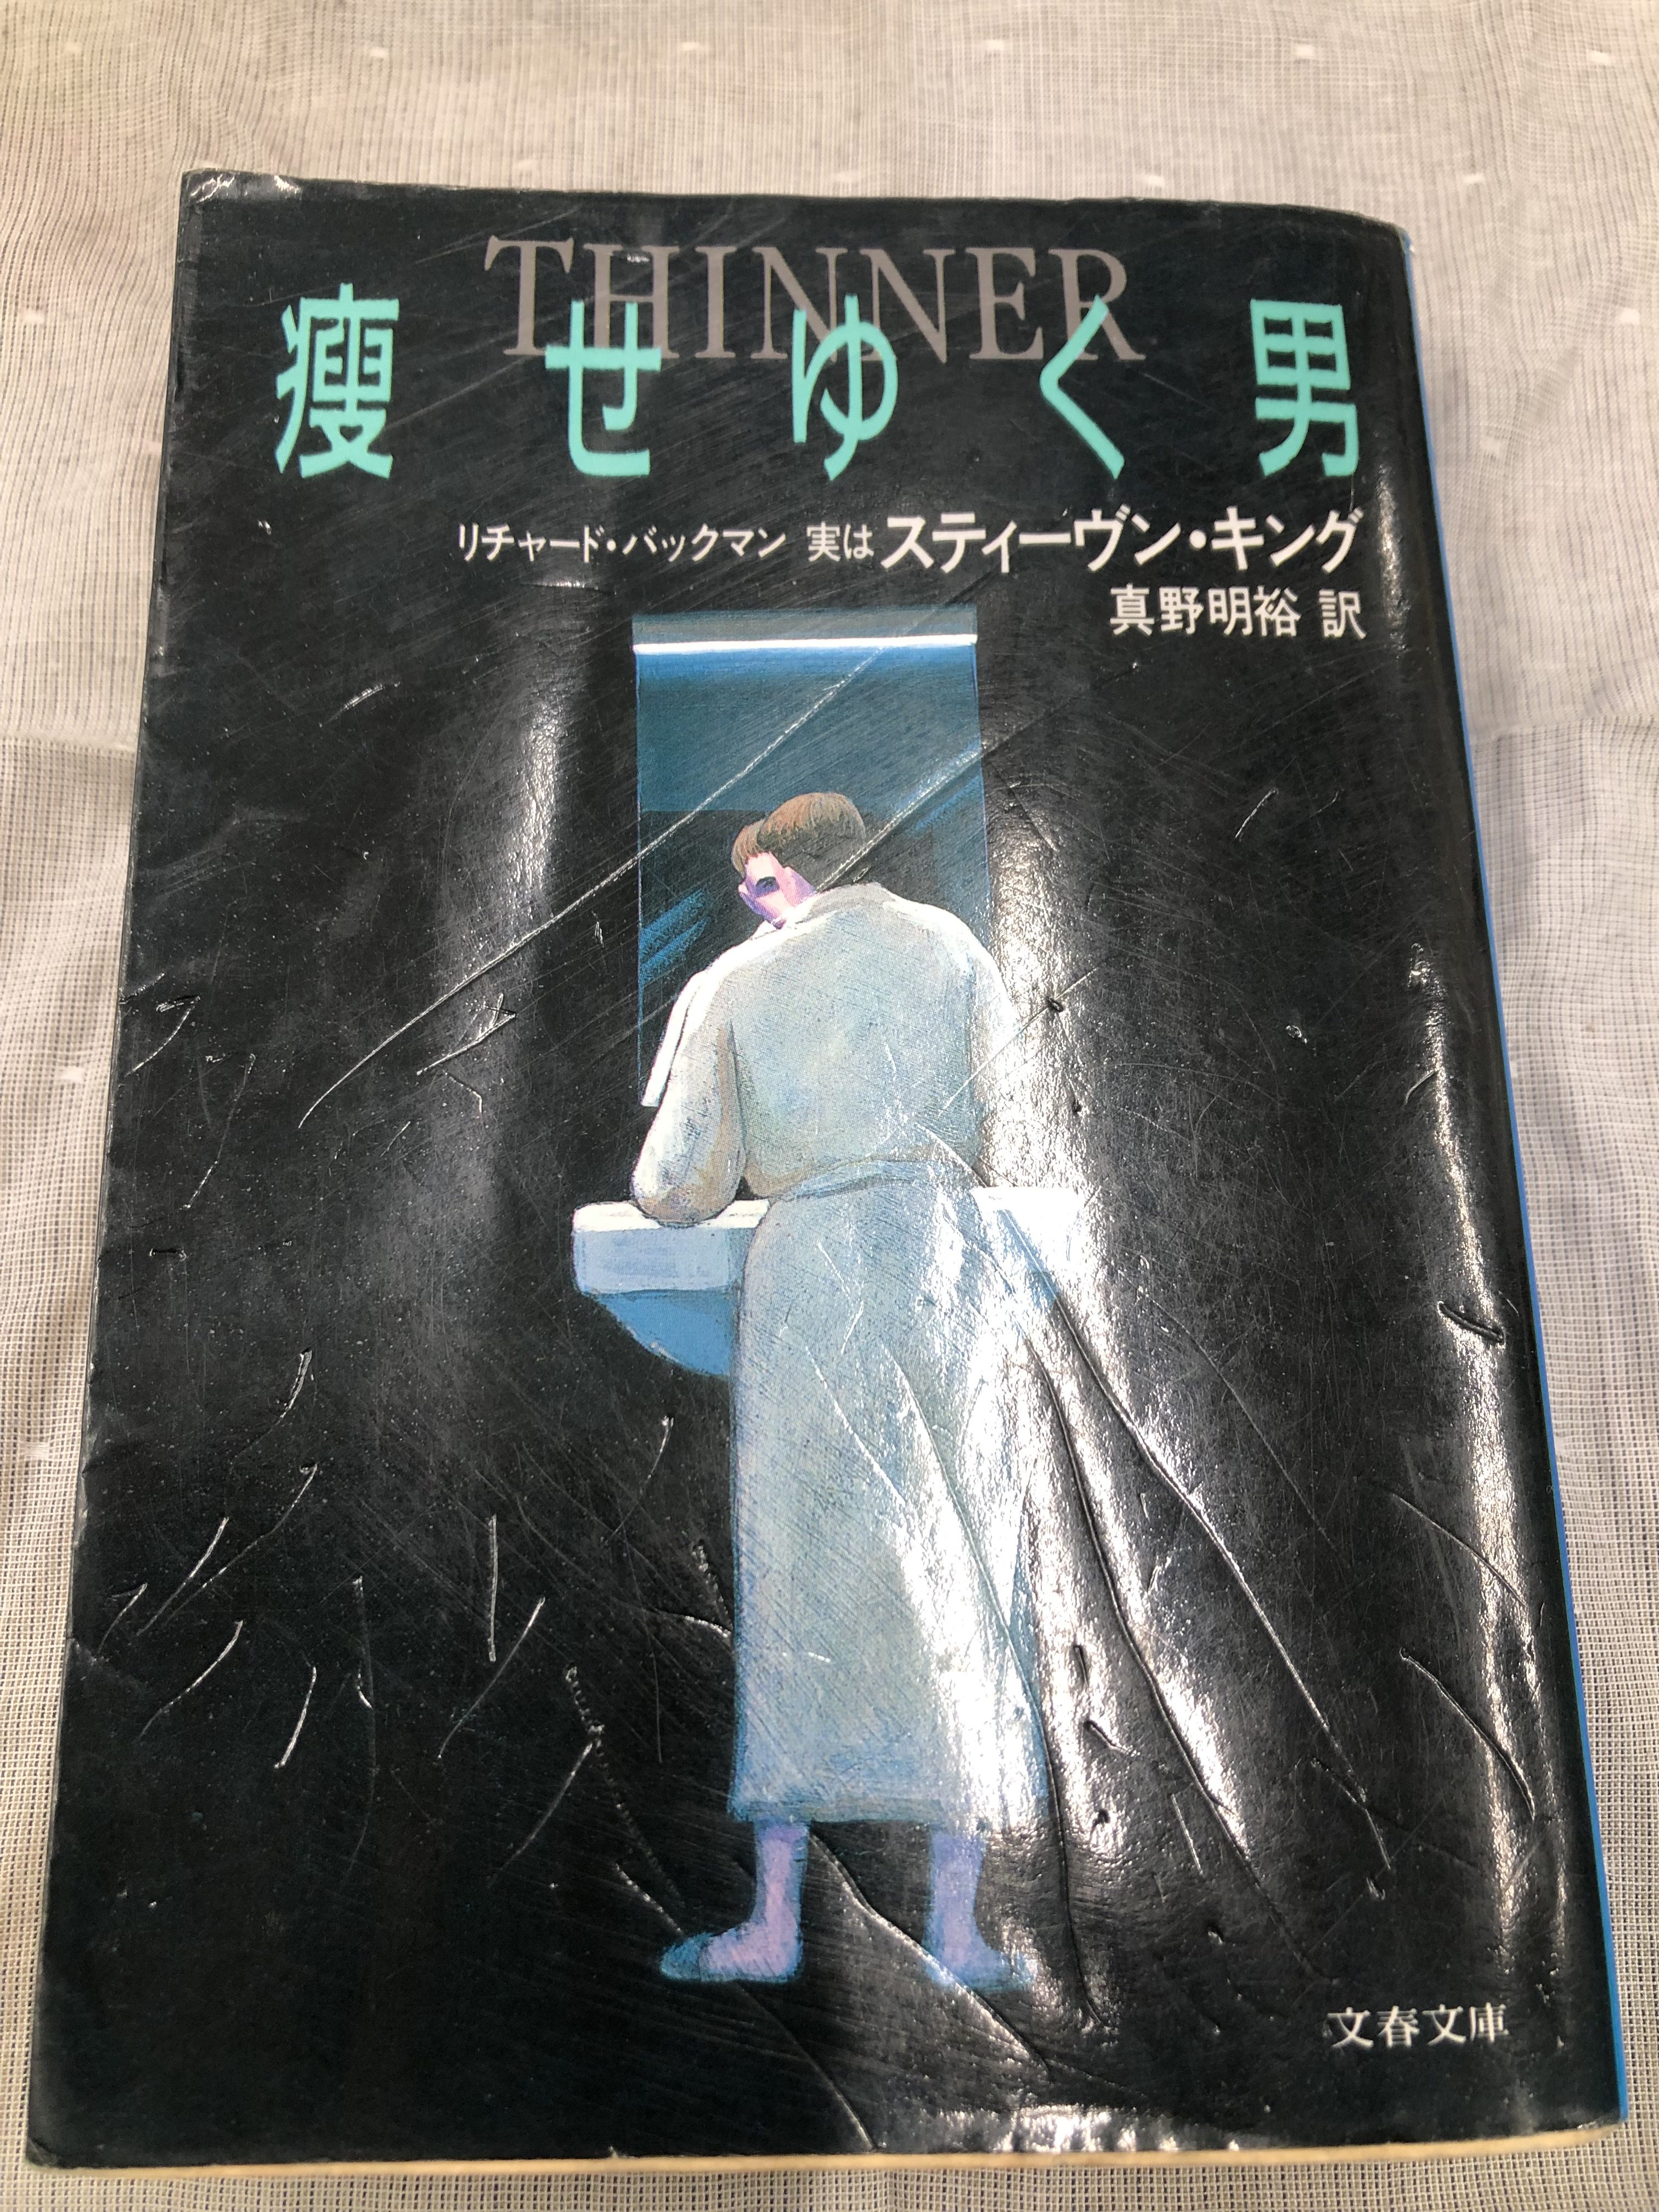 THINNER
痩せゆく男
リチャード・バックマン 実は スティーヴン・キング
真野明裕 訳
文春文庫